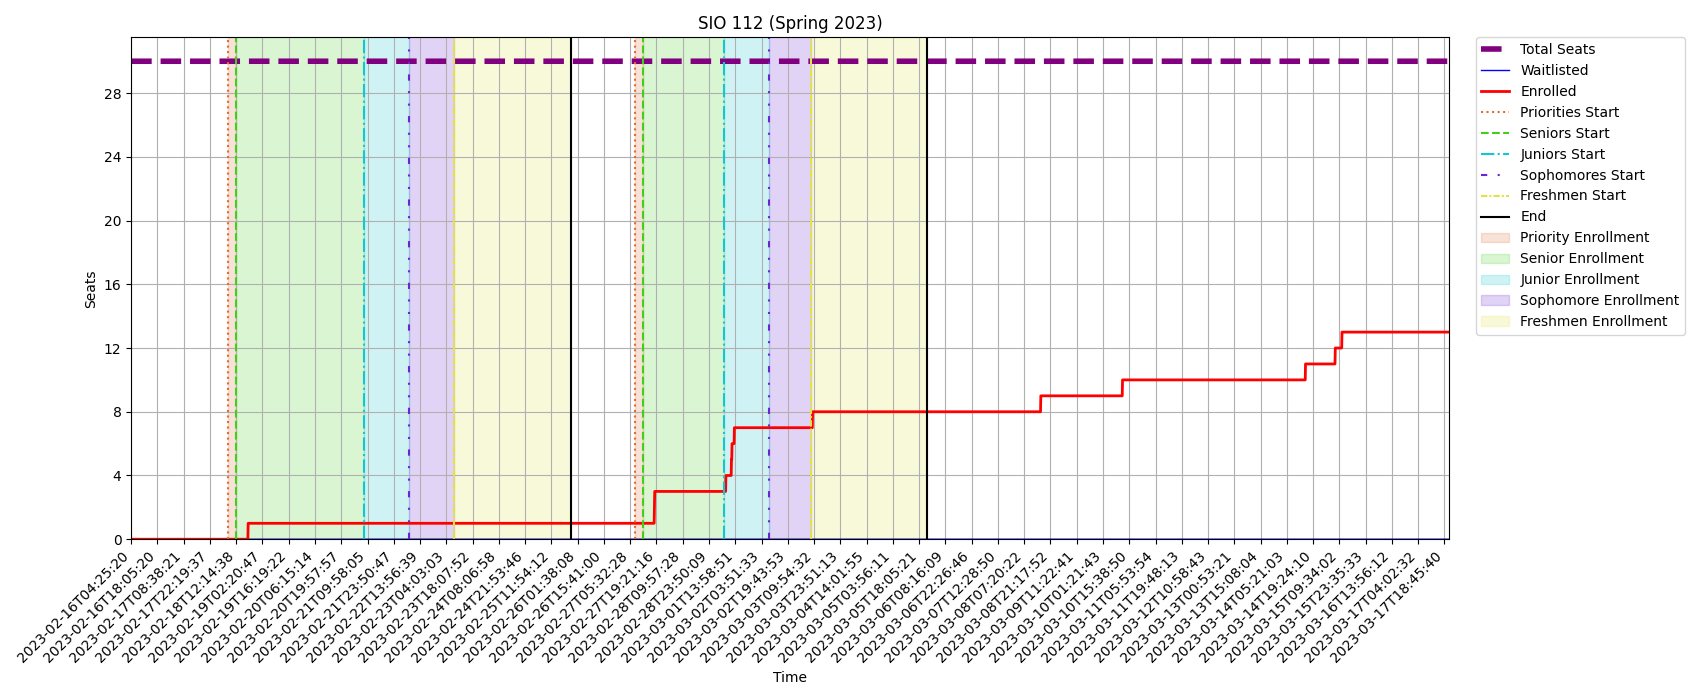 SIO 112 (Spring 2023)
Seats
28
24
20
16
12
8
4
0
2023-02-16T04:25:20
2023-02-16T18:05:20
2023-02-17T08:38:21
2023-02-17T22:19:37
2023-02-18T12:14:38
2023-02-19T02:20:47
2023-02-19T16:19:22
2023-02-20T06:15:14
2023-02-20T19:57:57
2023-02-21T09:58:05
2023-02-21T23:50:47
2023-02-22T13:56:39
2023-02-23T04:03:03
2023-02-23T18:07:52
2023-02-24T08:06:58
2023-02-24T21:53:46
2023-02-25T11:54:12
2023-02-26T01:38:08
2023-02-26T15:41:00
2023-02-27T05:32:28
2023-02-27T19:21:16
2023-02-28T09:57:28
2023-02-28T23:50:09
2023-03-01T13:58:51
2023-03-02T03:51:33
2023-03-02T19:43:53
2023-03-03T09:54:32
2023-03-03T23:51:13
2023-03-04T14:01:55
2023-03-05T03:56:11
2023-03-05T18:05:21
2023-03-06T08:16:09
2023-03-06T22:26:46
2023-03-07T12:28:50
2023-03-08T07:20:22
2023-03-08T21:17:52
2023-03-09T11:22:41
2023-03-10T01:21:43
2023-03-10T15:38:50
2023-03-11T05:53:54
2023-03-11T19:48:13
2023-03-12T10:58:43
2023-03-13T00:53:21
2023-03-13T15:08:04
2023-03-14T05:21:03
2023-03-14T19:24:10
2023-03-15T09:34:02
2023-03-15T23:35:33
2023-03-16T13:56:12
2023-03-17T04:02:32
2023-03-17T18:45:40
Time
Total Seats
Waitlisted
Enrolled
Priorities Start
Seniors Start
Juniors Start
Sophomores Start
Freshmen Start
End
Priority Enrollment
Senior Enrollment
Junior Enrollment
Sophomore Enrollment
Freshmen Enrollment